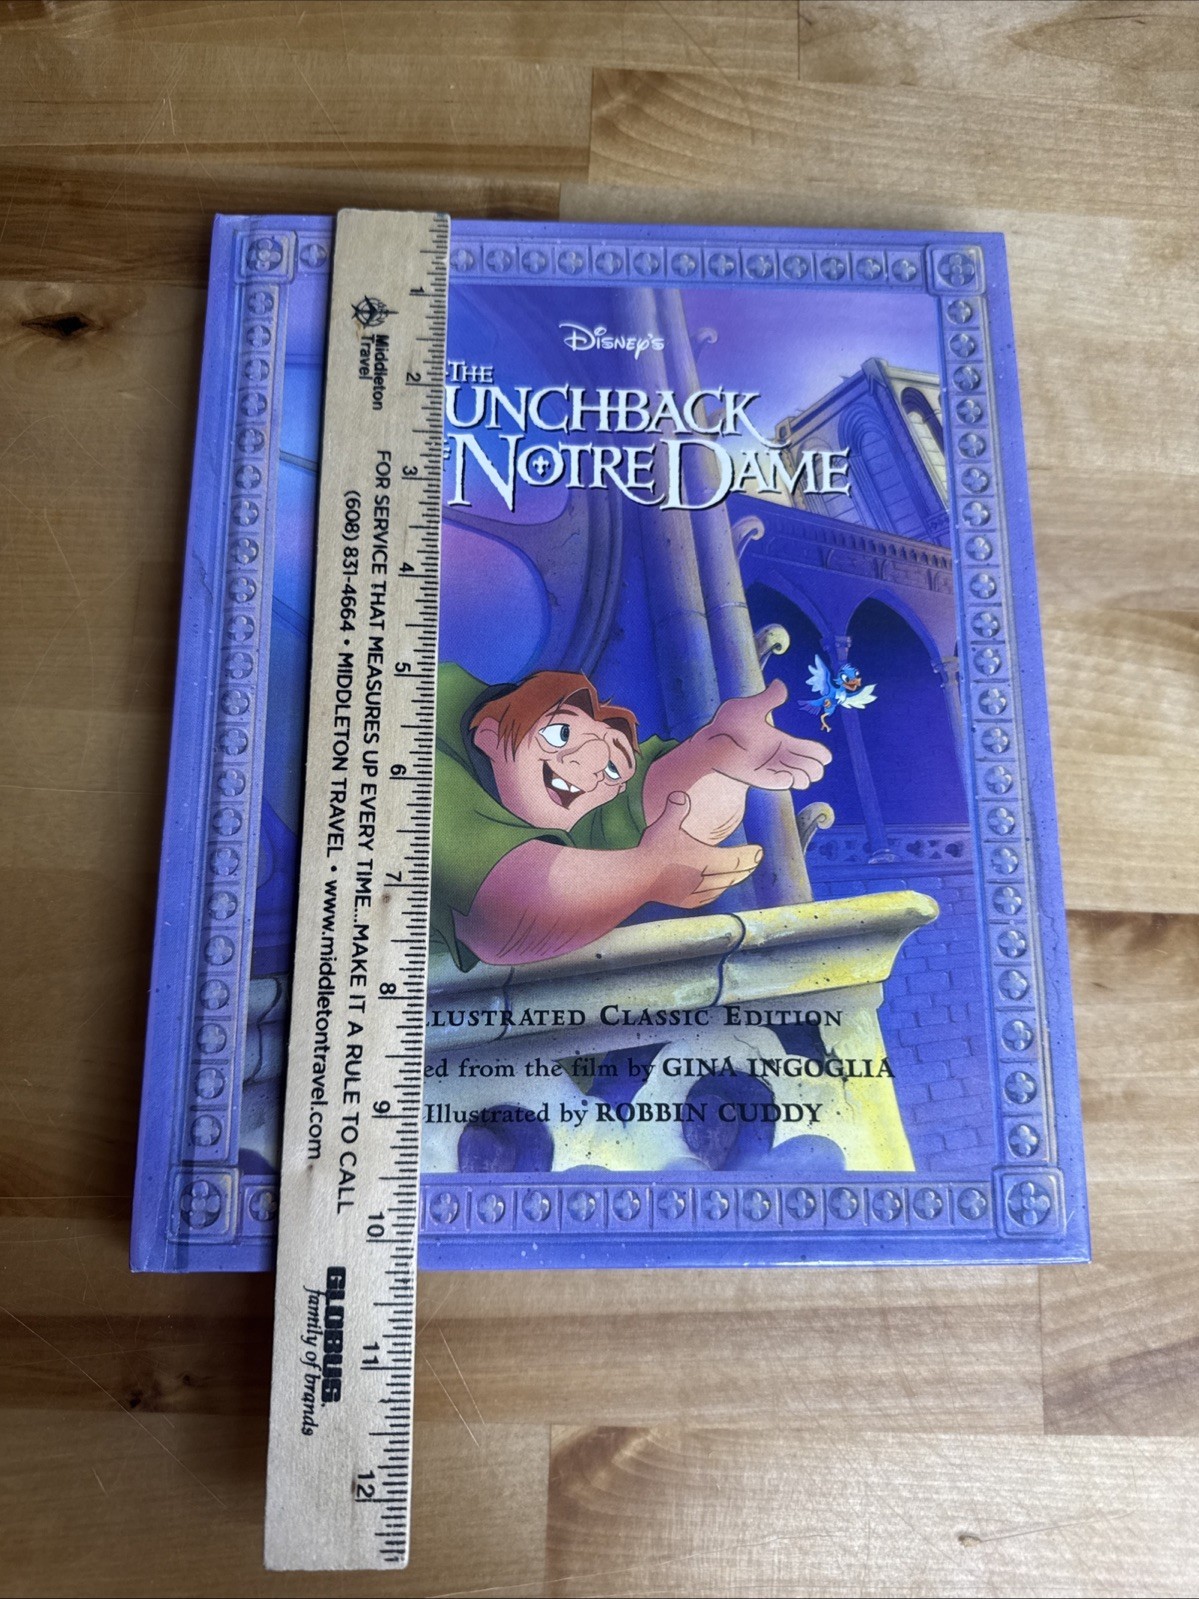 Disney's
THE
UNCHBACK
NOTRE DAME
LLUSTRATED CLASSIC EDITION
ed from the film by GINA INGOGLIA
Illustrated by ROBBIN CUDDY
Middleton
Travel
FOR SERVICE THAT MEASURES UP EVERY TIME...MAKE IT A RULE TO CALL
(608) 831-4664 • MIDDLETON TRAVEL • www.middletontravel.com
GLOBUS
family of brands
1
2
3
4
5
6
7
8
9
10
11
12